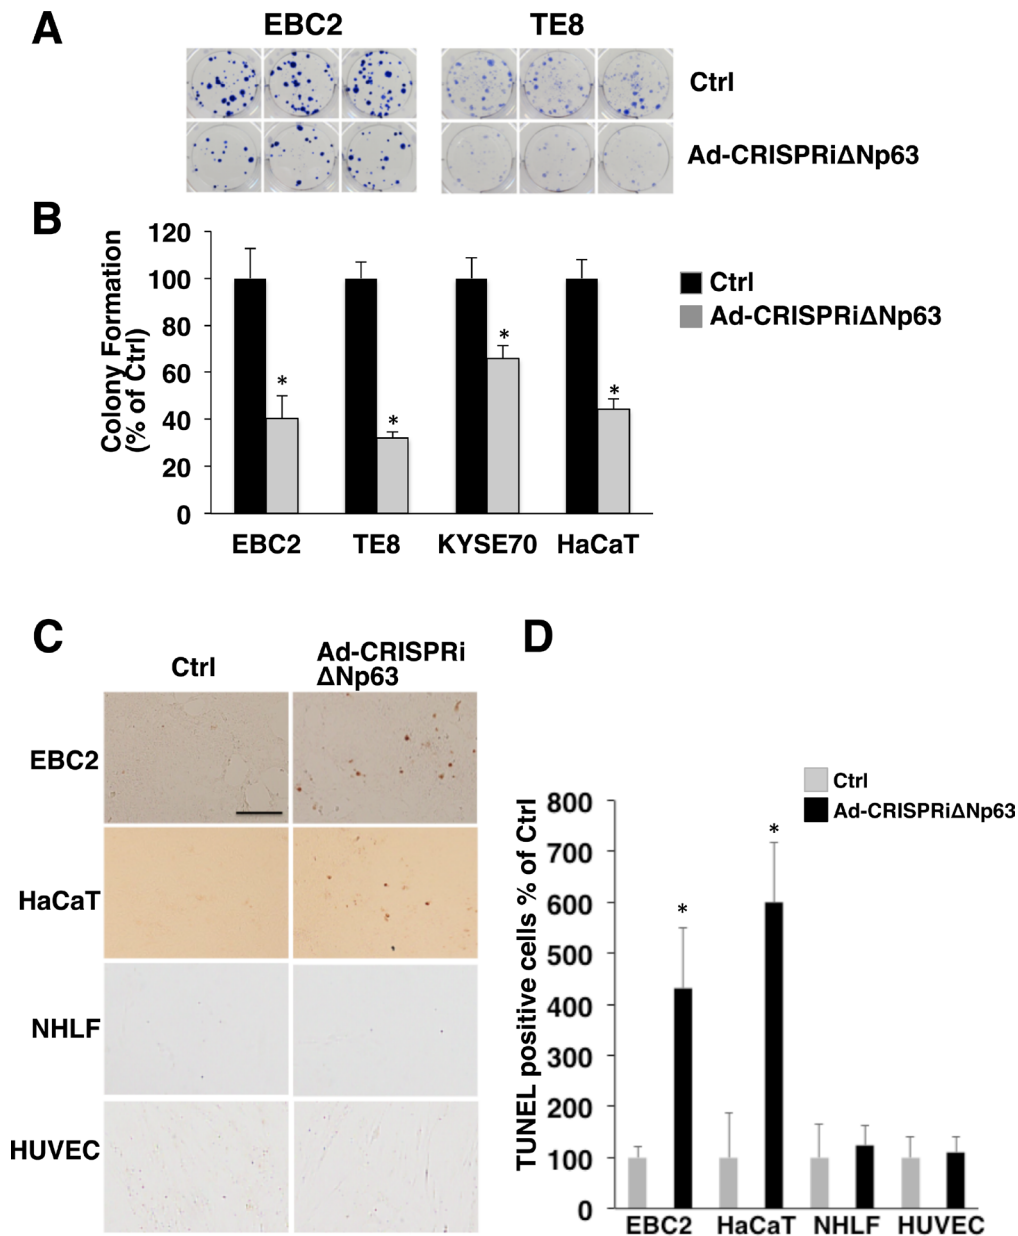 A
EBC2 TE8
Ctrl
Ad-CRISPRiΔNp63
B
Colony Formation
(% of Ctrl)
120
100
80
60
40
20
0
*
*
*
*
EBC2 TE8 KYSE70 HaCaT
Ctrl
Ad-CRISPRiΔNp63
C
Ctrl
Ad-CRISPRi
ΔNp63
EBC2
HaCaT
NHLF
HUVEC
D
Ctrl
Ad-CRISPRiΔNp63
TUNEL positive cells % of Ctrl
800
700
600
500
400
300
200
100
0
*
*
EBC2 HaCaT NHLF HUVEC